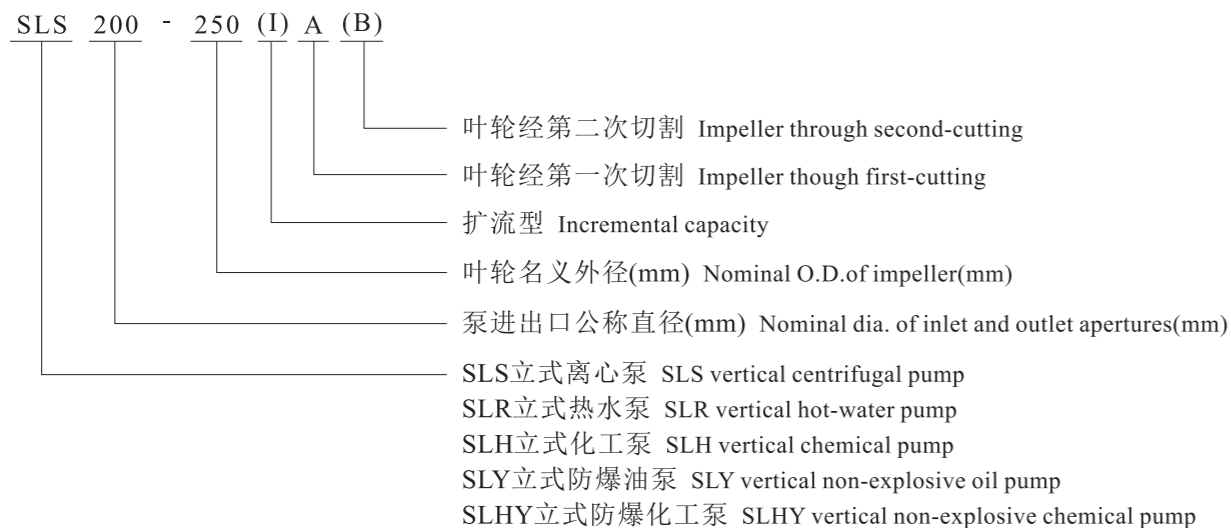 SLS 200 - 250 (I) A (B)
叶轮经第二次切割 Impeller through second-cutting
叶轮经第一次切割 Impeller though first-cutting
扩流型 Incremental capacity
叶轮名义外径(mm) Nominal O.D.of impeller(mm)
泵进出口公称直径(mm) Nominal dia. of inlet and outlet apertures(mm)
SLS立式离心泵 SLS vertical centrifugal pump
SLR立式热水泵 SLR vertical hot-water pump
SLH立式化工泵 SLH vertical chemical pump
SLY立式防爆油泵 SLY vertical non-explosive oil pump
SLHY立式防爆化工泵 SLHY vertical non-explosive chemical pump